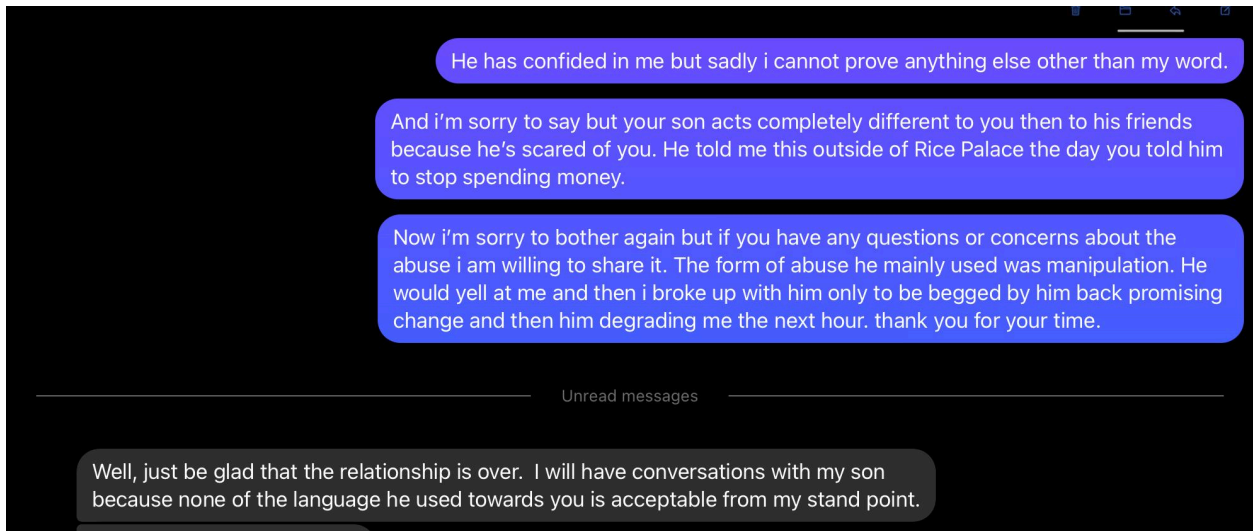 He has confided in me but sadly i cannot prove anything else other than my word.
And i'm sorry to say but your son acts completely different to you then to his friends
because he's scared of you. He told me this outside of Rice Palace the day you told him
to stop spending money.
Now i'm sorry to bother again but if you have any questions or concerns about the
abuse i am willing to share it. The form of abuse he mainly used was manipulation. He
would yell at me and then i broke up with him only to be begged by him back promising
change and then him degrading me the next hour. thank you for your time.
Unread messages
Well, just be glad that the relationship is over.  I will have conversations with my son
because none of the language he used towards you is acceptable from my stand point.